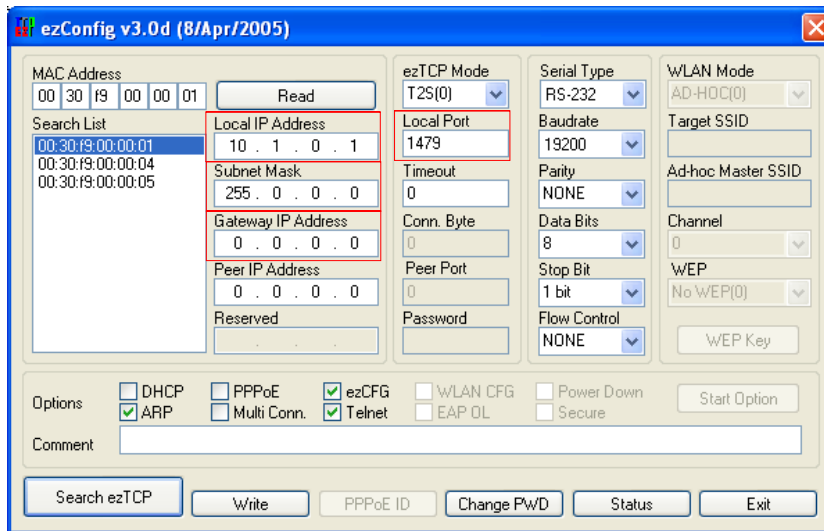 ezConfig v3.0d (8/Apr/2005)
MAC Address
00 30 f9 00 00 01
Read
Search List
00:30:f9:00:00:01
00:30:f9:00:00:04
00:30:f9:00:00:05
Local IP Address
10 . 1 . 0 . 1
Subnet Mask
255 . 0 . 0 . 0
Gateway IP Address
0 . 0 . 0 . 0
Peer IP Address
0 . 0 . 0 . 0
Reserved
. . .
ezTCP Mode
T2S(0)
Local Port
1479
Timeout
0
Conn. Byte
0
Peer Port
0
Password
Serial Type
RS-232
Baudrate
19200
Parity
NONE
Data Bits
8
Stop Bit
1 bit
Flow Control
NONE
WLAN Mode
AD-HOC(0)
Target SSID
Ad-hoc Master SSID
Channel
0
WEP
No WEP(0)
WEP Key
Options
DHCP PPPoE ezCFG WLAN CFG Power Down
ARP Multi Conn. Telnet EAP OL Secure
Start Option
Comment
Search ezTCP Write PPPoE ID Change PWD Status Exit